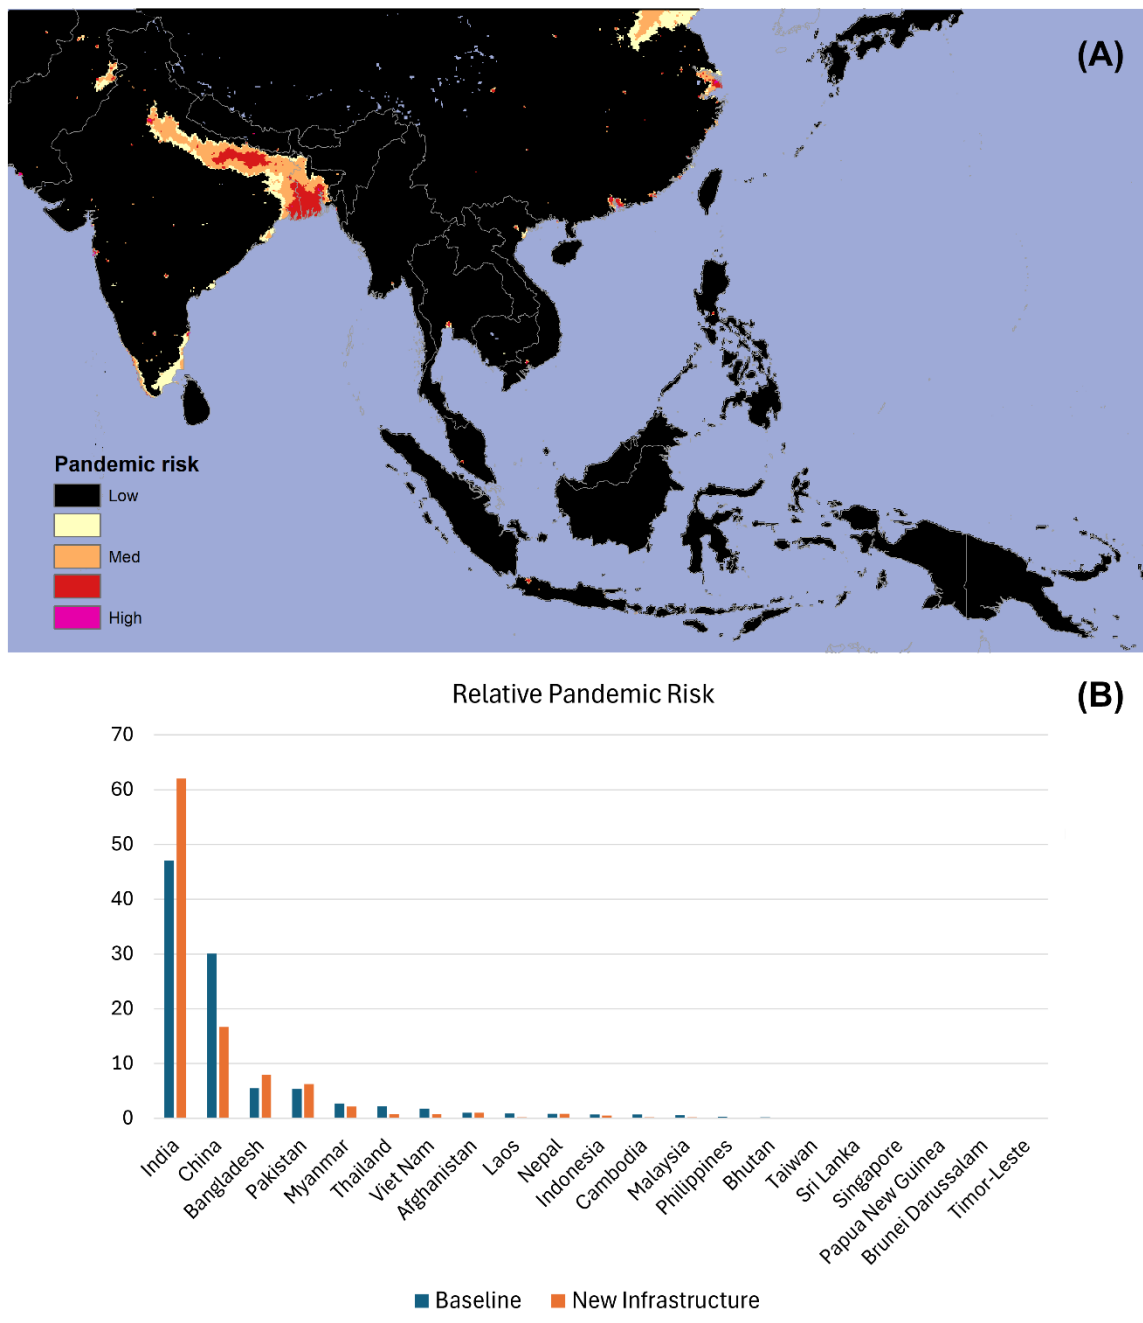 (A)
Pandemic risk
Low
Med
High
Relative Pandemic Risk
(B)
70
60
50
40
30
20
10
0
India
China
Bangladesh
Pakistan
Myanmar
Thailand
Viet Nam
Afghanistan
Laos
Nepal
Indonesia
Cambodia
Malaysia
Philippines
Bhutan
Taiwan
Sri Lanka
Singapore
Papua New Guinea
Brunei Darussalam
Timor-Leste
Baseline
New Infrastructure